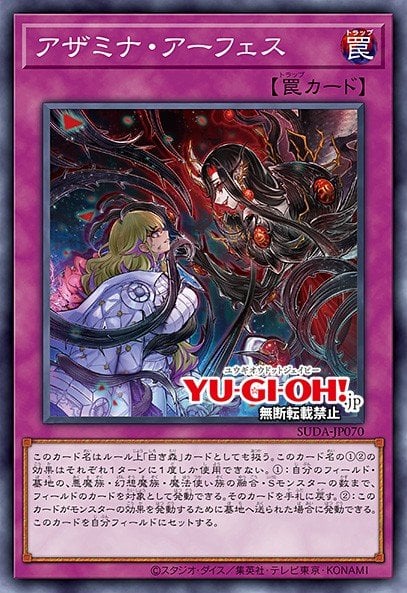 アザミナ・アーフェス
トラップ
罠
トラップ
【罠カード】
ユウギオウドットジェイピー
YU-GI-OH!.jp
無断転載禁止
SUDA-JP070
このカード名はルール上「白き森」カードとしても扱う。このカード名の①②の
効果はそれぞれ1ターンに1度しか使用できない。①：自分のフィールド・
墓地の、悪魔族・幻想魔族・魔法使い族の融合・Sモンスターの数まで、
フィールドのカードを対象として発動できる。そのカードを手札に戻す。②：この
カードがモンスターの効果を発動するために墓地へ送られた場合に発動できる。
このカードを自分フィールドにセットする。
©スタジオ・ダイス／集英社・テレビ東京・KONAMI